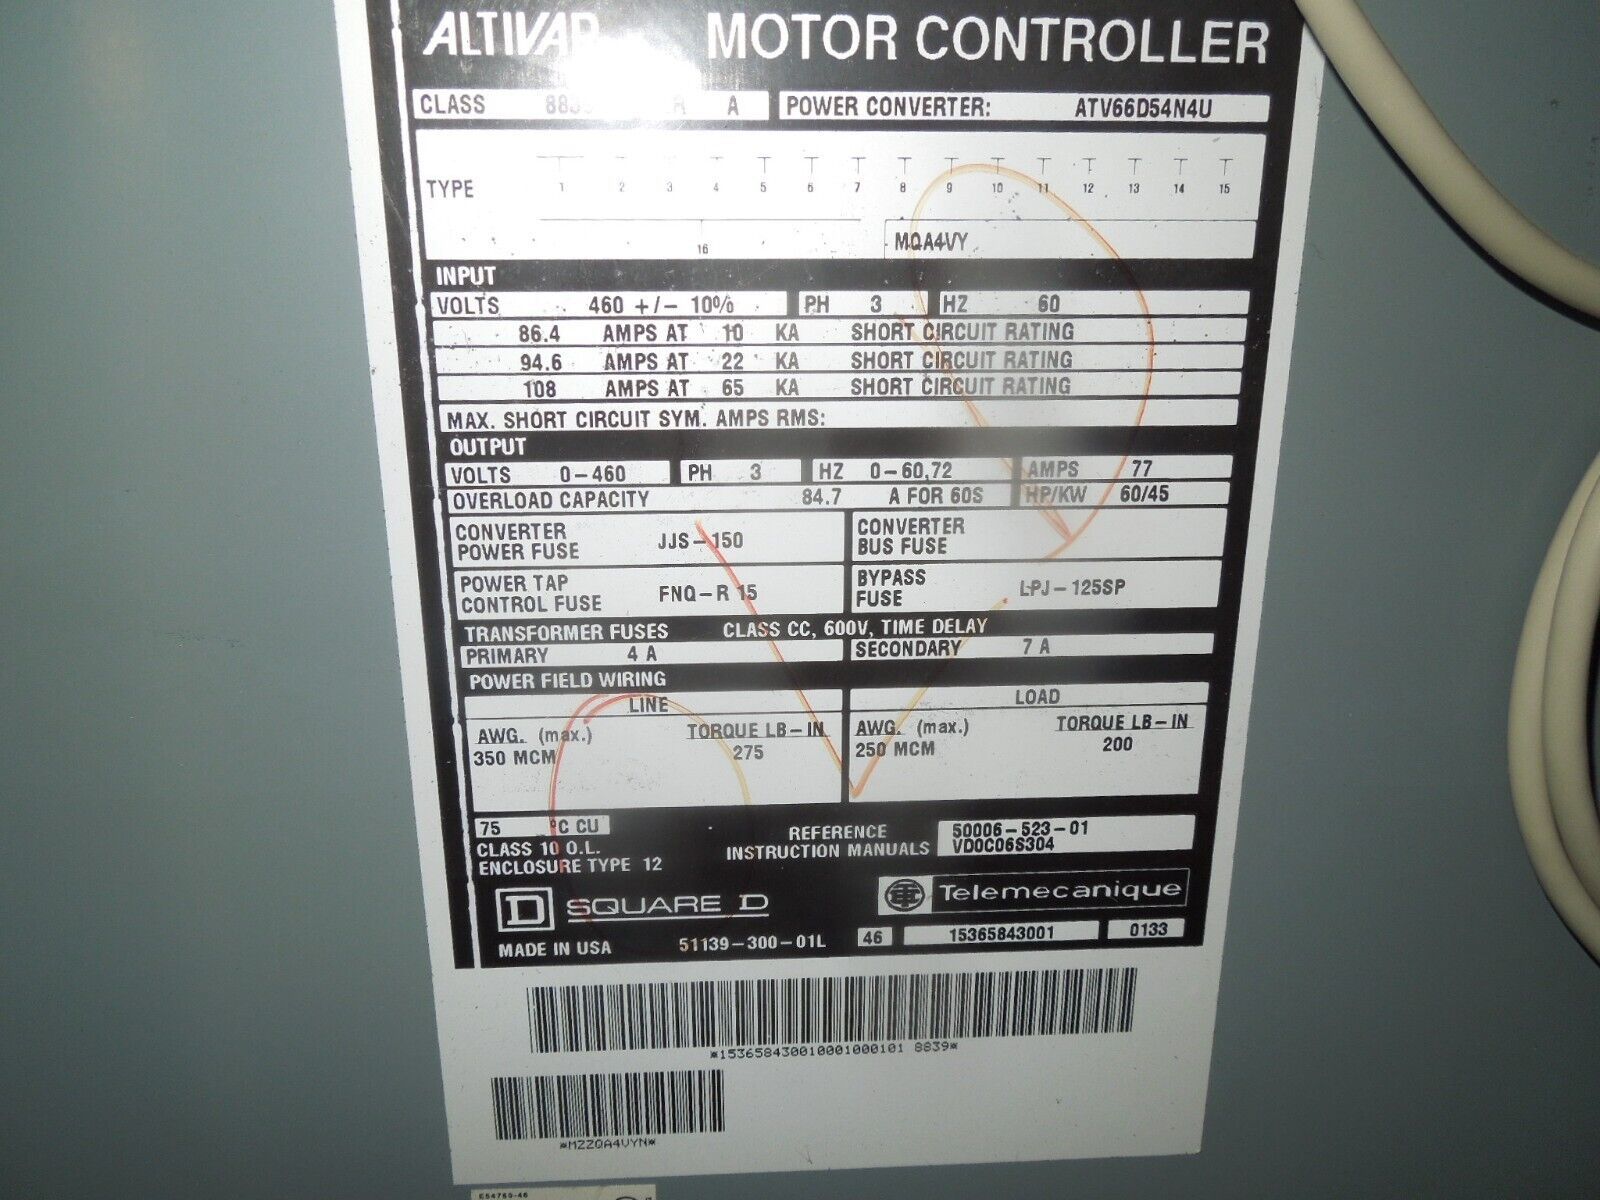 ALTIVAR MOTOR CONTROLLER
CLASS A POWER CONVERTER: ATV66D54N4U
TYPE 1 2 3 4 5 6 7 8 9 10 11 12 13 14 15
16 MQA4VY
INPUT
VOLTS 460 +/- 10% PH 3 HZ 60
86.4 AMPS AT 10 KA SHORT CIRCUIT RATING
94.6 AMPS AT 22 KA SHORT CIRCUIT RATING
108 AMPS AT 65 KA SHORT CIRCUIT RATING
MAX. SHORT CIRCUIT SYM. AMPS RMS:
OUTPUT
VOLTS 0-460 PH 3 HZ 0-60,72 AMPS 77
OVERLOAD CAPACITY 84.7 A FOR 60S HP/KW 60/45
CONVERTER POWER FUSE JJS-150 CONVERTER BUS FUSE
POWER TAP CONTROL FUSE FNQ-R 15 BYPASS FUSE LPJ-125SP
TRANSFORMER FUSES CLASS CC, 600V, TIME DELAY
PRIMARY 4 A SECONDARY 7 A
POWER FIELD WIRING
LINE LOAD
AWG. (max.) TORQUE LB-IN AWG. (max.) TORQUE LB-IN
350 MCM 275 250 MCM 200
75 °C CU
CLASS 10 O.L.
ENCLOSURE TYPE 12
REFERENCE INSTRUCTION MANUALS
50006-523-01
VD0C06S304
D SQUARE D Telemecanique
MADE IN USA 51139-300-01L 46 15365843001 0133
*153658430010001000101 8839*
*MZZQA4VYN*
E54760-46